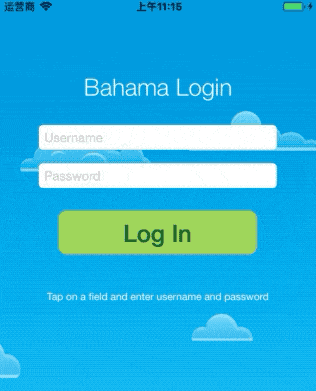 运营商 上午11:15
Bahama Login
Username
Password
Log In
Tap on a field and enter username and password